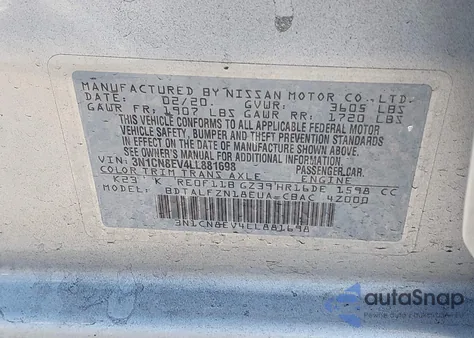 MANUFACTURED BY NISSAN MOTOR CO., LTD.
DATE: 02/20 GVWR: 3605 LBS
GAWR FR: 1907 LBS GAWR RR: 1720 LBS
THIS VEHICLE CONFORMS TO ALL APPLICABLE FEDERAL MOTOR
VEHICLE SAFETY, BUMPER AND THEFT PREVENTION STANDARDS
IN EFFECT ON THE DATE OF MANUFACTURE SHOWN ABOVE.
SEE OWNER'S MANUAL FOR ADDITIONAL INFORMATION
VIN: 3N1CN8EV4LL881698 PASSENGER CAR.
COLOR TRIM TRANS AXLE ENGINE
K23 K RE0F11B GZ39 HR16DE 1598 CC
BDTALFZN18EUA-CBAC 42000
3N1CN8EV4LL881698
autoSnap